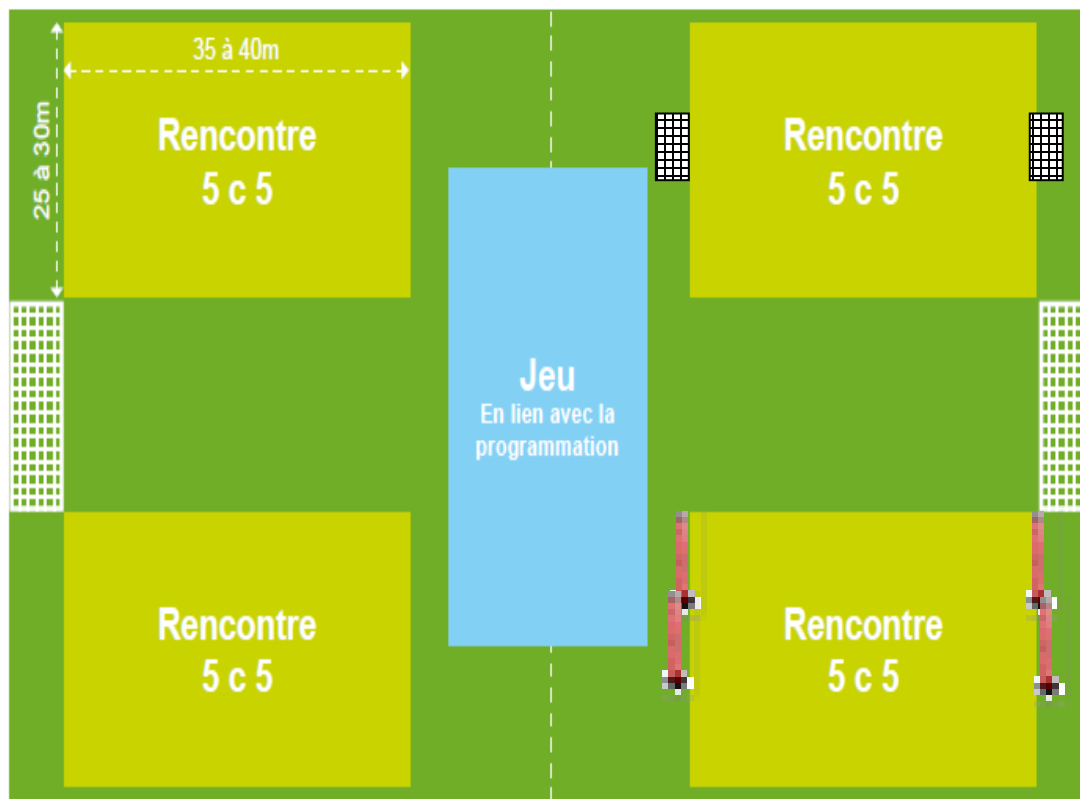 35 à 40m
25 à 30m
Rencontre
5 c 5
Rencontre
5 c 5
Jeu
En lien avec la
programmation
Rencontre
5 c 5
Rencontre
5 c 5